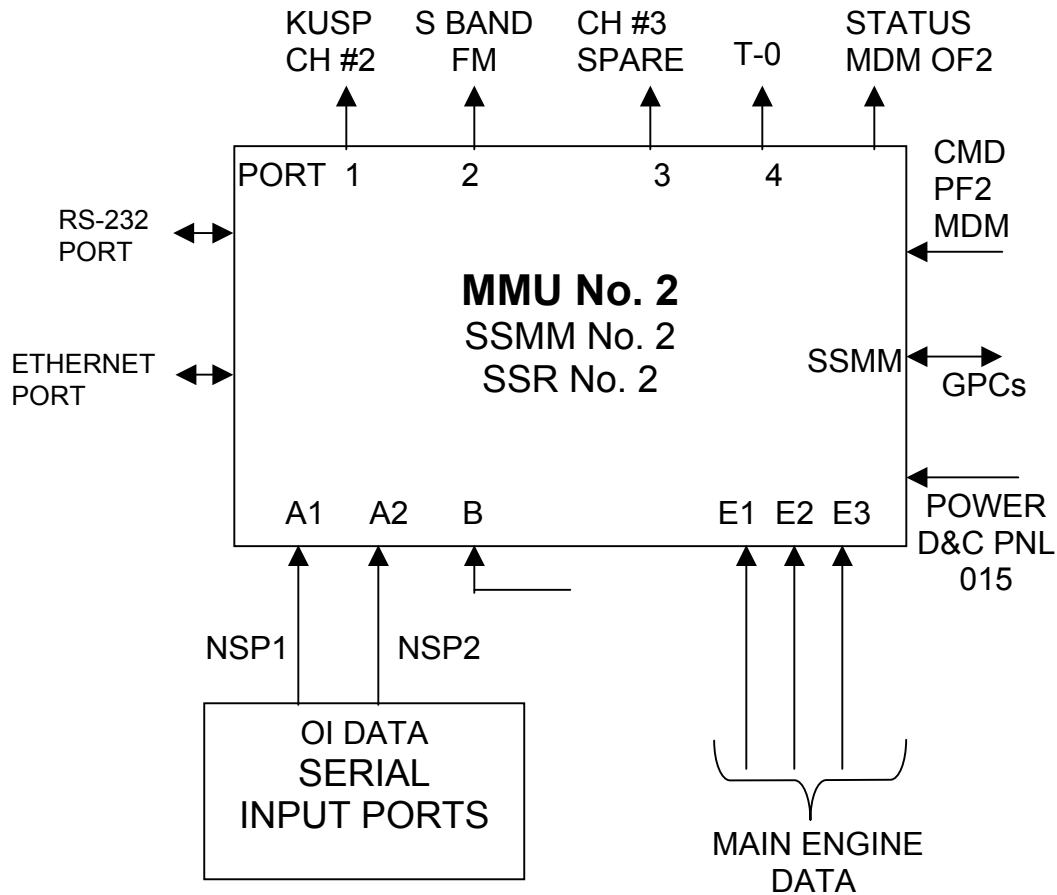 KUSP
CH #2
S BAND
FM
CH #3
SPARE
T-0
STATUS
MDM OF2
PORT 1
2
3
4
CMD
PF2
MDM
RS-232
PORT
MMU No. 2
SSMM No. 2
SSR No. 2
SSMM
GPCs
ETHERNET
PORT
POWER
D&C PNL
015
A1
A2
B
E1
E2
E3
NSP1
NSP2
OI DATA
SERIAL
INPUT PORTS
MAIN ENGINE
DATA